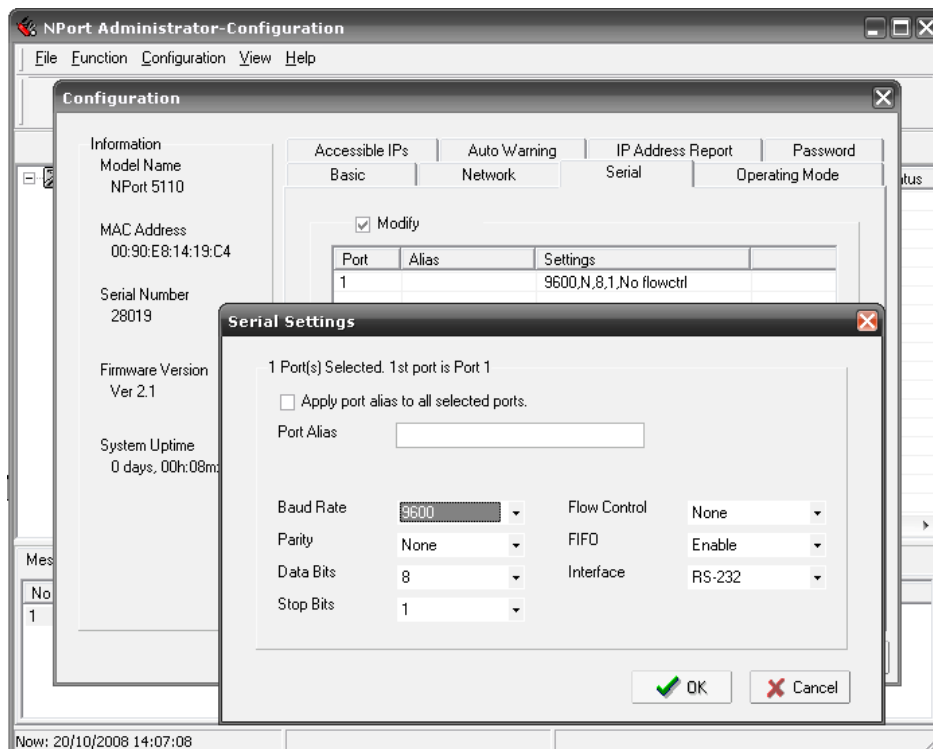 NPort Administrator-Configuration
File Function Configuration View Help
Configuration
Information
Model Name
NPort 5110
MAC Address
00:90:E8:14:19:C4
Serial Number
28019
Firmware Version
Ver 2.1
System Uptime
0 days, 00h:08m:
Accessible IPs Auto Warning IP Address Report Password
Basic Network Serial Operating Mode
Modify
Port Alias Settings
1 9600,N,8,1,No flowctrl
Serial Settings
1 Port(s) Selected. 1st port is Port 1
Apply port alias to all selected ports.
Port Alias
Baud Rate 9600 Flow Control None
Parity None FIFO Enable
Data Bits 8 Interface RS-232
Stop Bits 1
OK Cancel
tus
Mes
No
1
Now: 20/10/2008 14:07:08